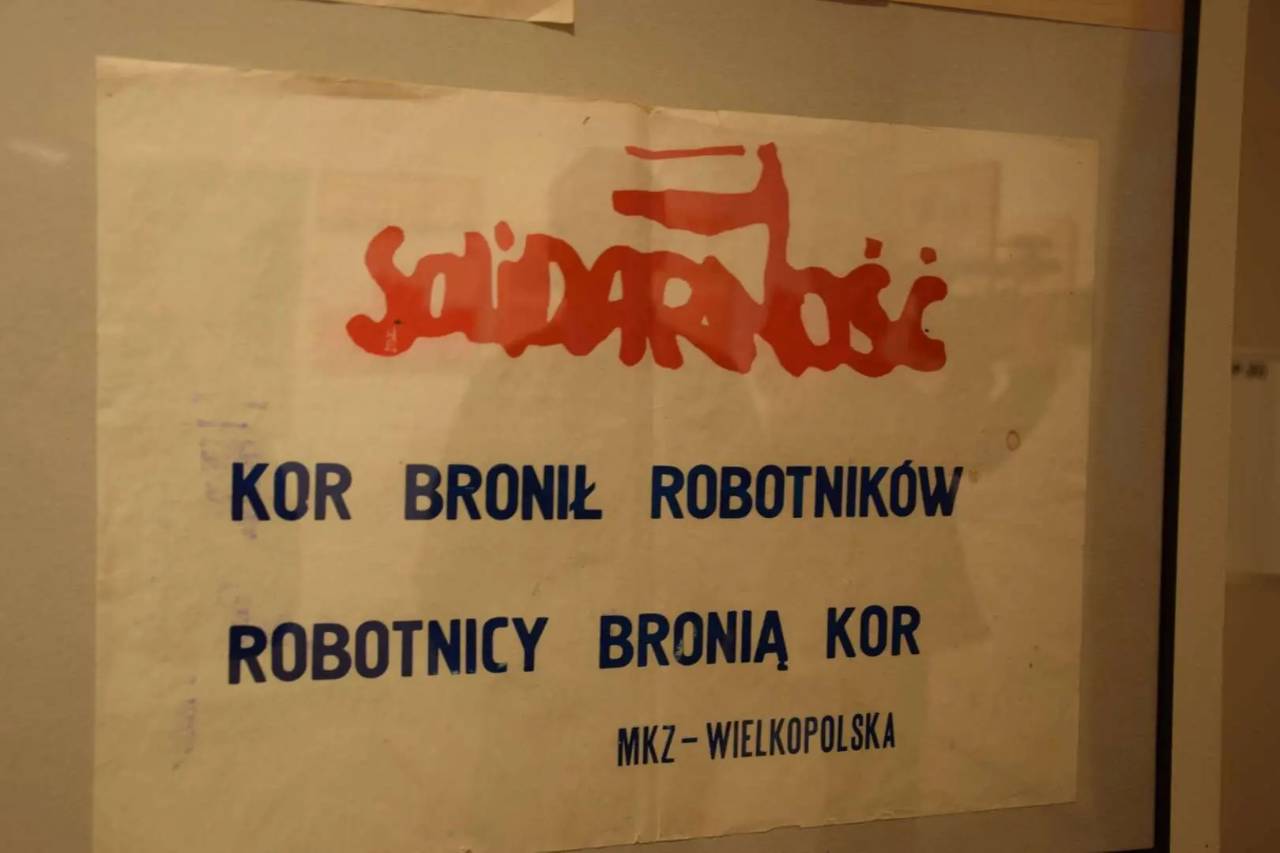 SOLIDARNOŚĆ
KOR BRONIŁ ROBOTNIKÓW
ROBOTNICY BRONIĄ KOR
MKZ – WIELKOPOLSKA